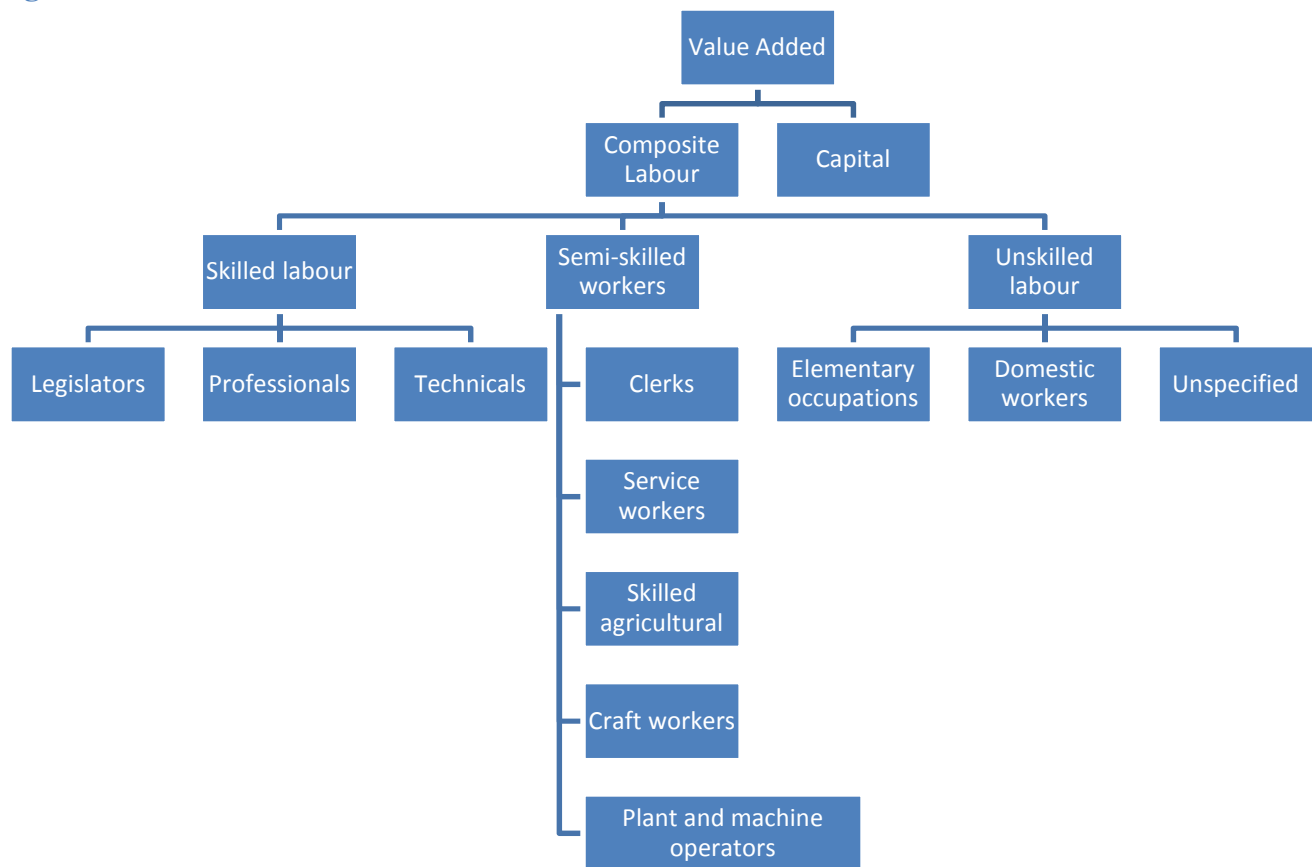 Value Added
Composite
Labour
Capital
Skilled labour
Semi-skilled
workers
Unskilled
labour
Legislators
Professionals
Technicals
Clerks
Elementary
occupations
Domestic
workers
Unspecified
Service
workers
Skilled
agricultural
Craft workers
Plant and machine
operators